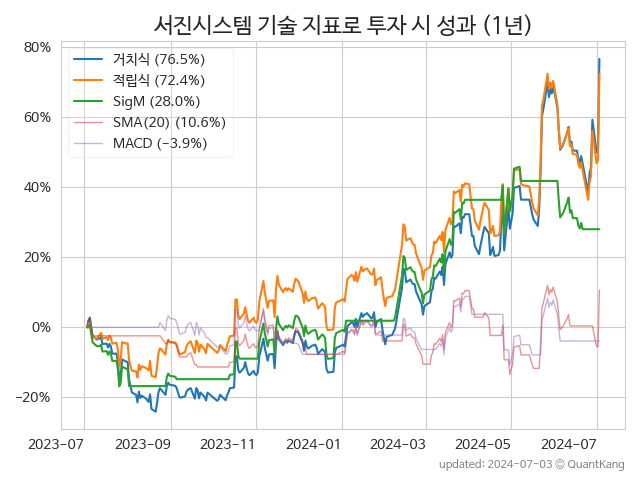 서진시스템 기술 지표로 투자 시 성과 (1년)
80%
60%
40%
20%
0%
−20%
거치식 (76.5%)
적립식 (72.4%)
SigM (28.0%)
SMA(20) (10.6%)
MACD (−3.9%)
2023-07
2023-09
2023-11
2024-01
2024-03
2024-05
2024-07
updated: 2024-07-03 © QuantKang